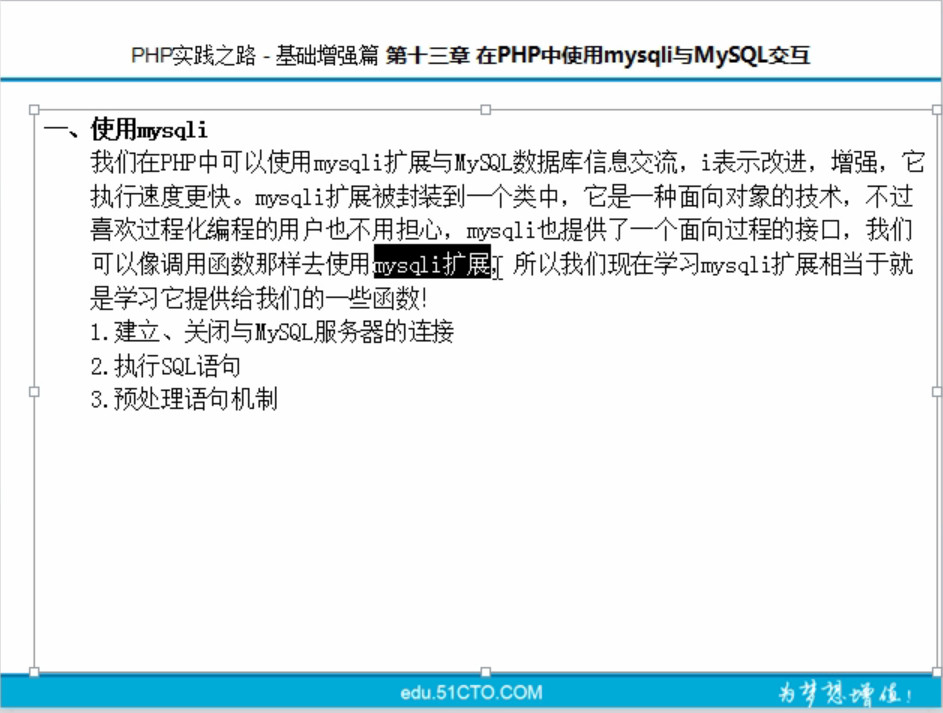 PHP实践之路 - 基础增强篇 第十三章 在PHP中使用mysqli与MySQL交互
一、使用mysqli
我们在PHP中可以使用mysqli扩展与MySQL数据库信息交流，i表示改进，增强，它
执行速度更快。mysqli扩展被封装到一个类中，它是一种面向对象的技术，不过
喜欢过程化编程的用户也不用担心，mysqli也提供了一个面向过程的接口，我们
可以像调用函数那样去使用mysqli扩展，所以我们现在学习mysqli扩展相当于就
是学习它提供给我们的一些函数！
1.建立、关闭与MySQL服务器的连接
2.执行SQL语句
3.预处理语句机制
edu.51CTO.COM
为梦想增值！